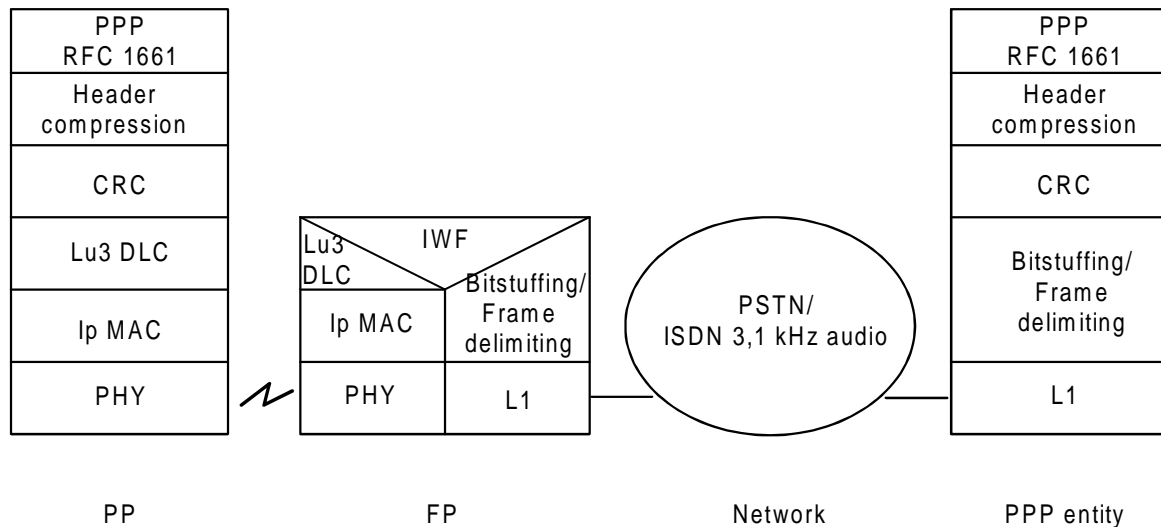 PPP
RFC 1661
Header
compression
CRC
Lu3 DLC
Ip MAC
PHY
PP
Lu3
DLC
IWF
Bitstuffing/
Frame
delimiting
Ip MAC
PHY
L1
FP
PSTN/
ISDN 3,1 kHz audio
Network
PPP
RFC 1661
Header
compression
CRC
Bitstuffing/
Frame
delimiting
L1
PPP entity